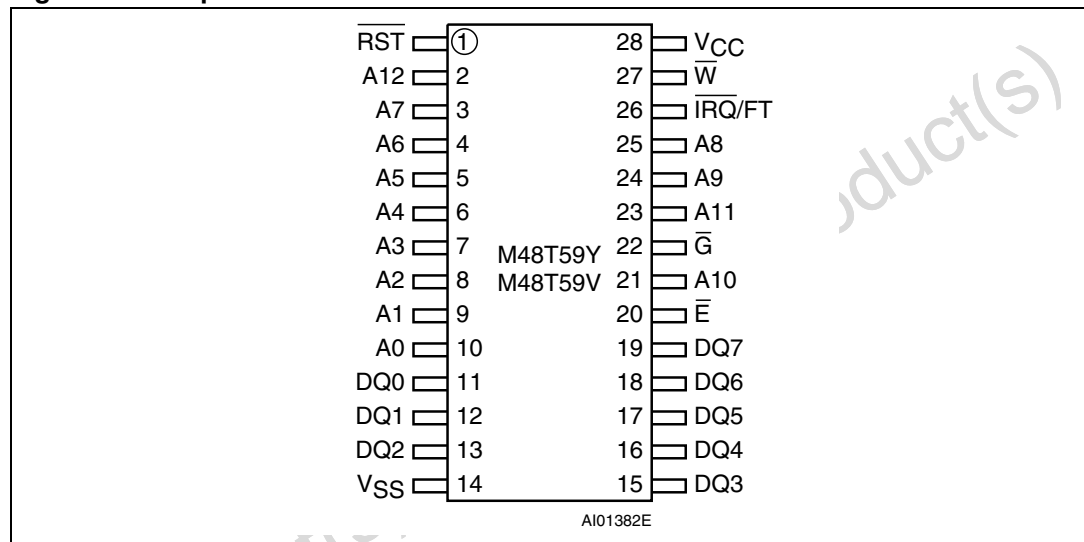 R̅S̅T̅ 1 28 VCC
A12 2 27 W̅
A7 3 26 I̅R̅Q̅/FT
A6 4 25 A8
A5 5 24 A9
A4 6 23 A11
A3 7 M48T59Y 22 G̅
A2 8 M48T59V 21 A10
A1 9 20 E̅
A0 10 19 DQ7
DQ0 11 18 DQ6
DQ1 12 17 DQ5
DQ2 13 16 DQ4
VSS 14 15 DQ3
AI01382E